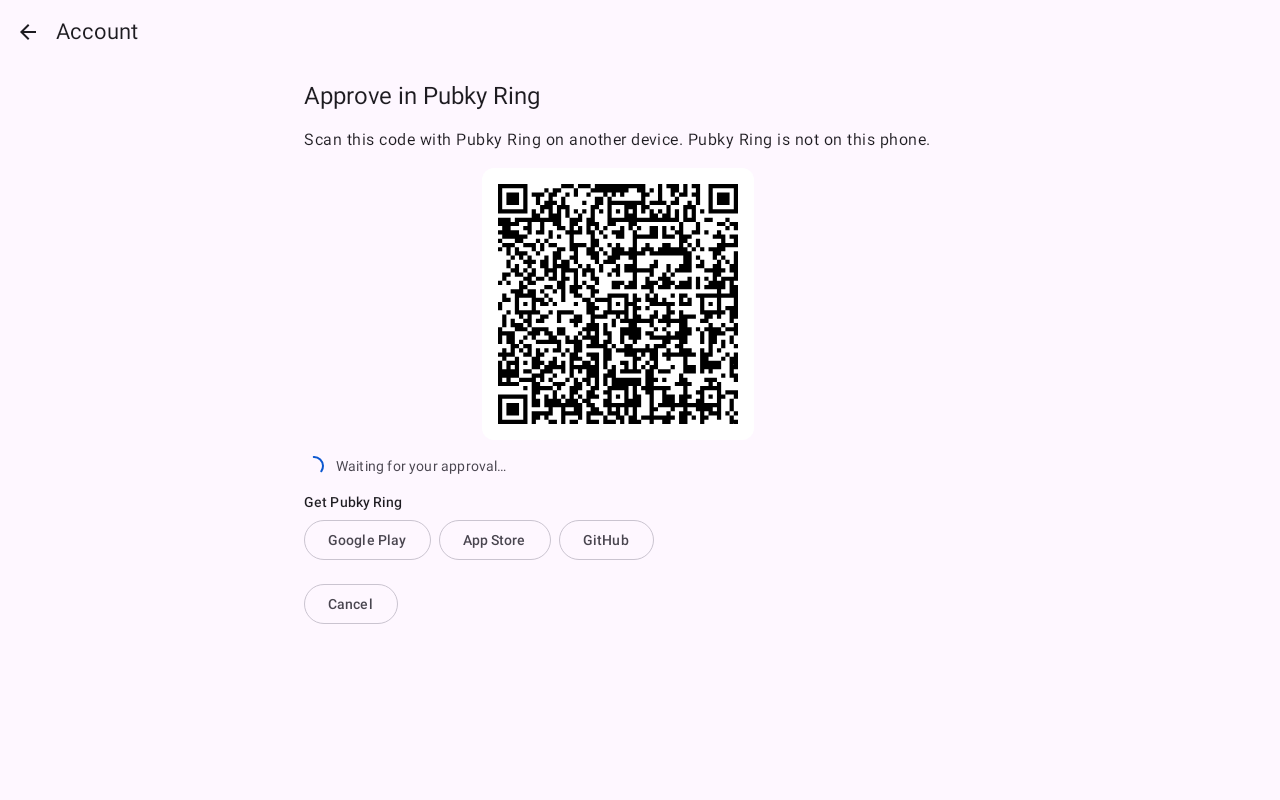 Account
Approve in Pubky Ring
Scan this code with Pubky Ring on another device. Pubky Ring is not on this phone.
Waiting for your approval…
Get Pubky Ring
Google Play
App Store
GitHub
Cancel